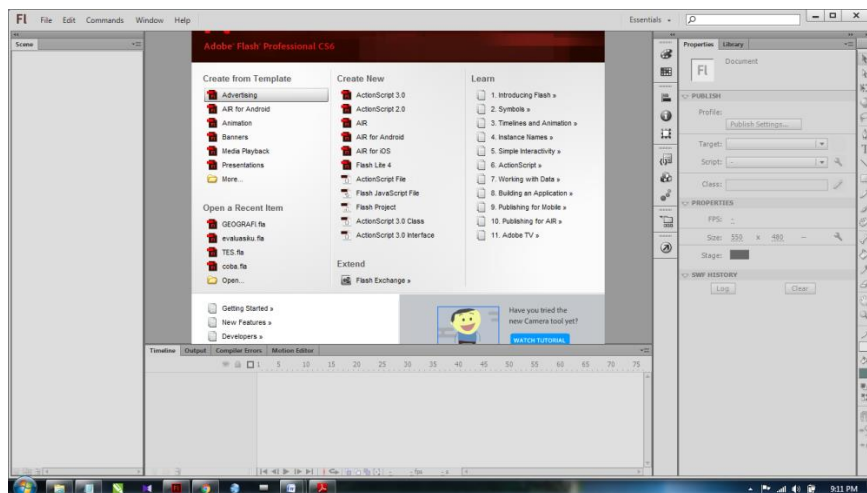 Fl File Edit Commands Window Help Essentials
Scene
Adobe® Flash® Professional CS6
Create from Template
Advertising
AIR for Android
Animation
Banners
Media Playback
Presentations
More...
Open a Recent Item
GEOGRAFI.fla
evaluasiku.fla
TES.fla
coba.fla
Open...
Create New
ActionScript 3.0
ActionScript 2.0
AIR
AIR for Android
AIR for iOS
Flash Lite 4
ActionScript File
Flash JavaScript File
Flash Project
ActionScript 3.0 Class
ActionScript 3.0 Interface
Extend
Flash Exchange »
Learn
1. Introducing Flash »
2. Symbols »
3. Timelines and Animation »
4. Instance Names »
5. Simple Interactivity »
6. ActionScript »
7. Working with Data »
8. Building an Application »
9. Publishing for Mobile »
10. Publishing for AIR »
11. Adobe TV »
Getting Started »
New Features »
Developers »
Have you tried the
new Camera tool yet?
WATCH TUTORIAL
Properties Library
Fl Document
PUBLISH
Profile:
Publish Settings...
Target:
Script: -
Class:
PROPERTIES
FPS: -
Size: 550 x 400
Stage:
SWF HISTORY
Log Clear
Timeline Output Compiler Errors Motion Editor
1 5 10 15 20 25 30 35 40 45 50 55 60 65 70 75
9:11 PM